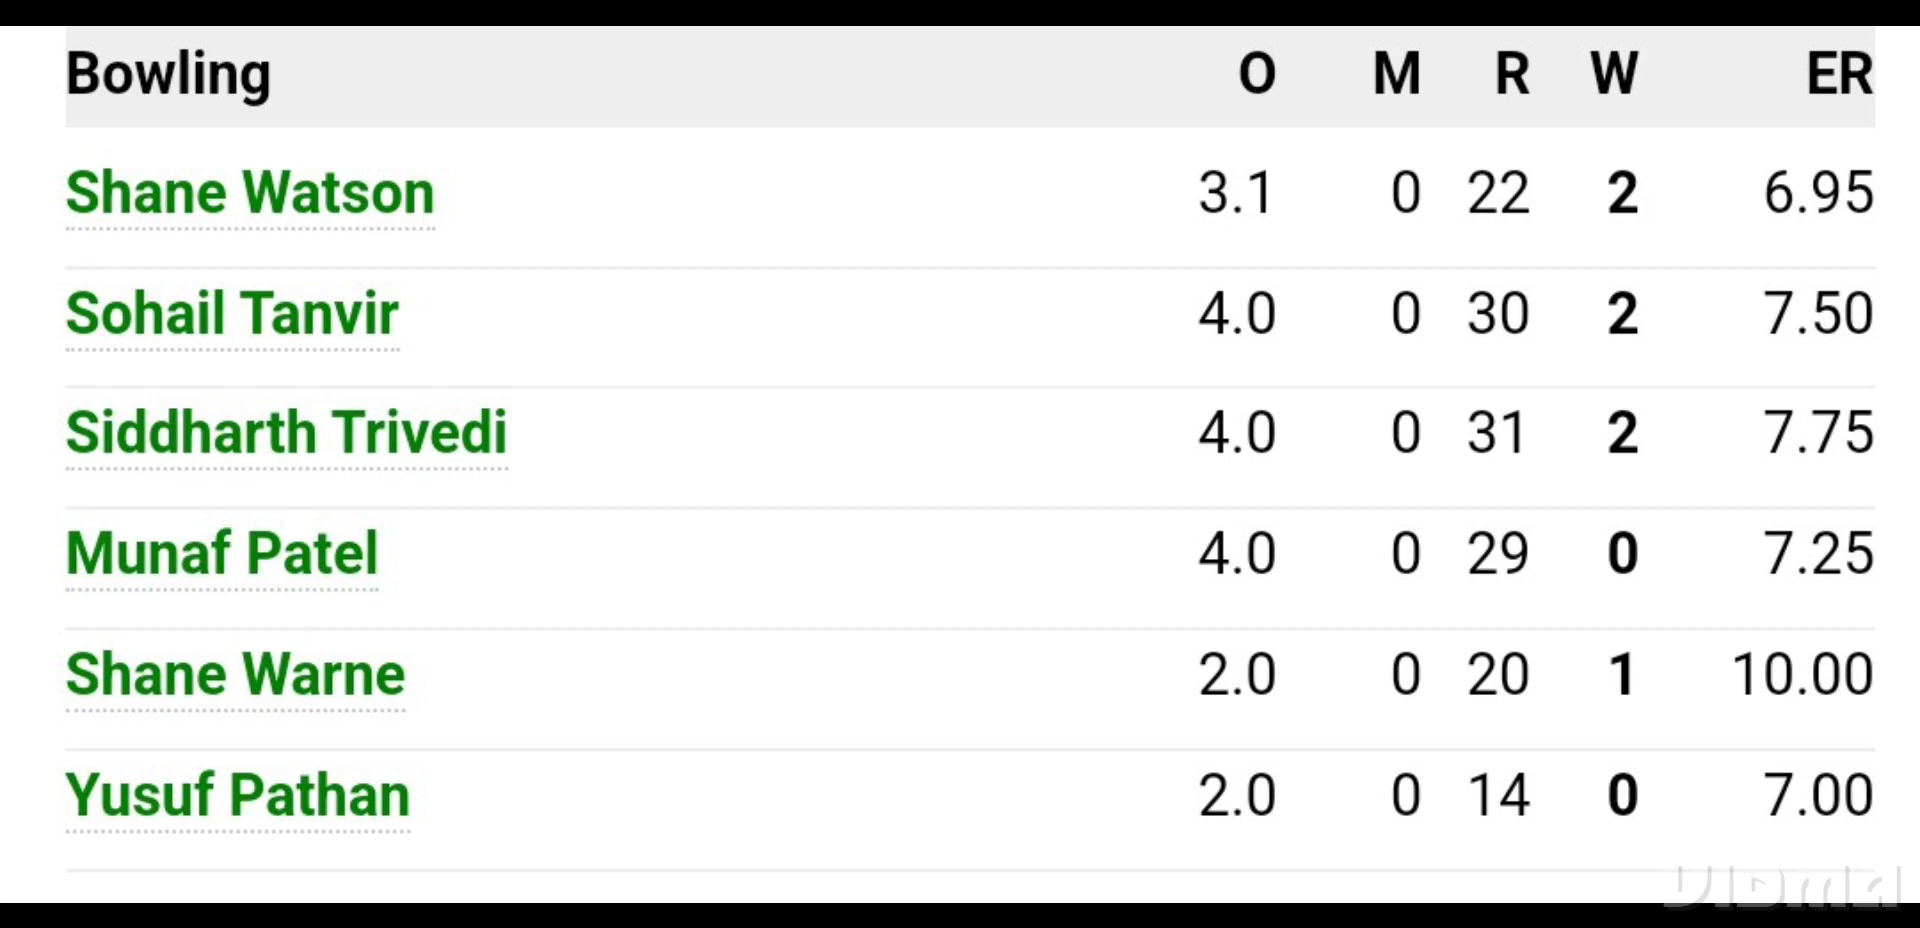 Bowling O M R W ER
Shane Watson 3.1 0 22 2 6.95
Sohail Tanvir 4.0 0 30 2 7.50
Siddharth Trivedi 4.0 0 31 2 7.75
Munaf Patel 4.0 0 29 0 7.25
Shane Warne 2.0 0 20 1 10.00
Yusuf Pathan 2.0 0 14 0 7.00
VIDMA